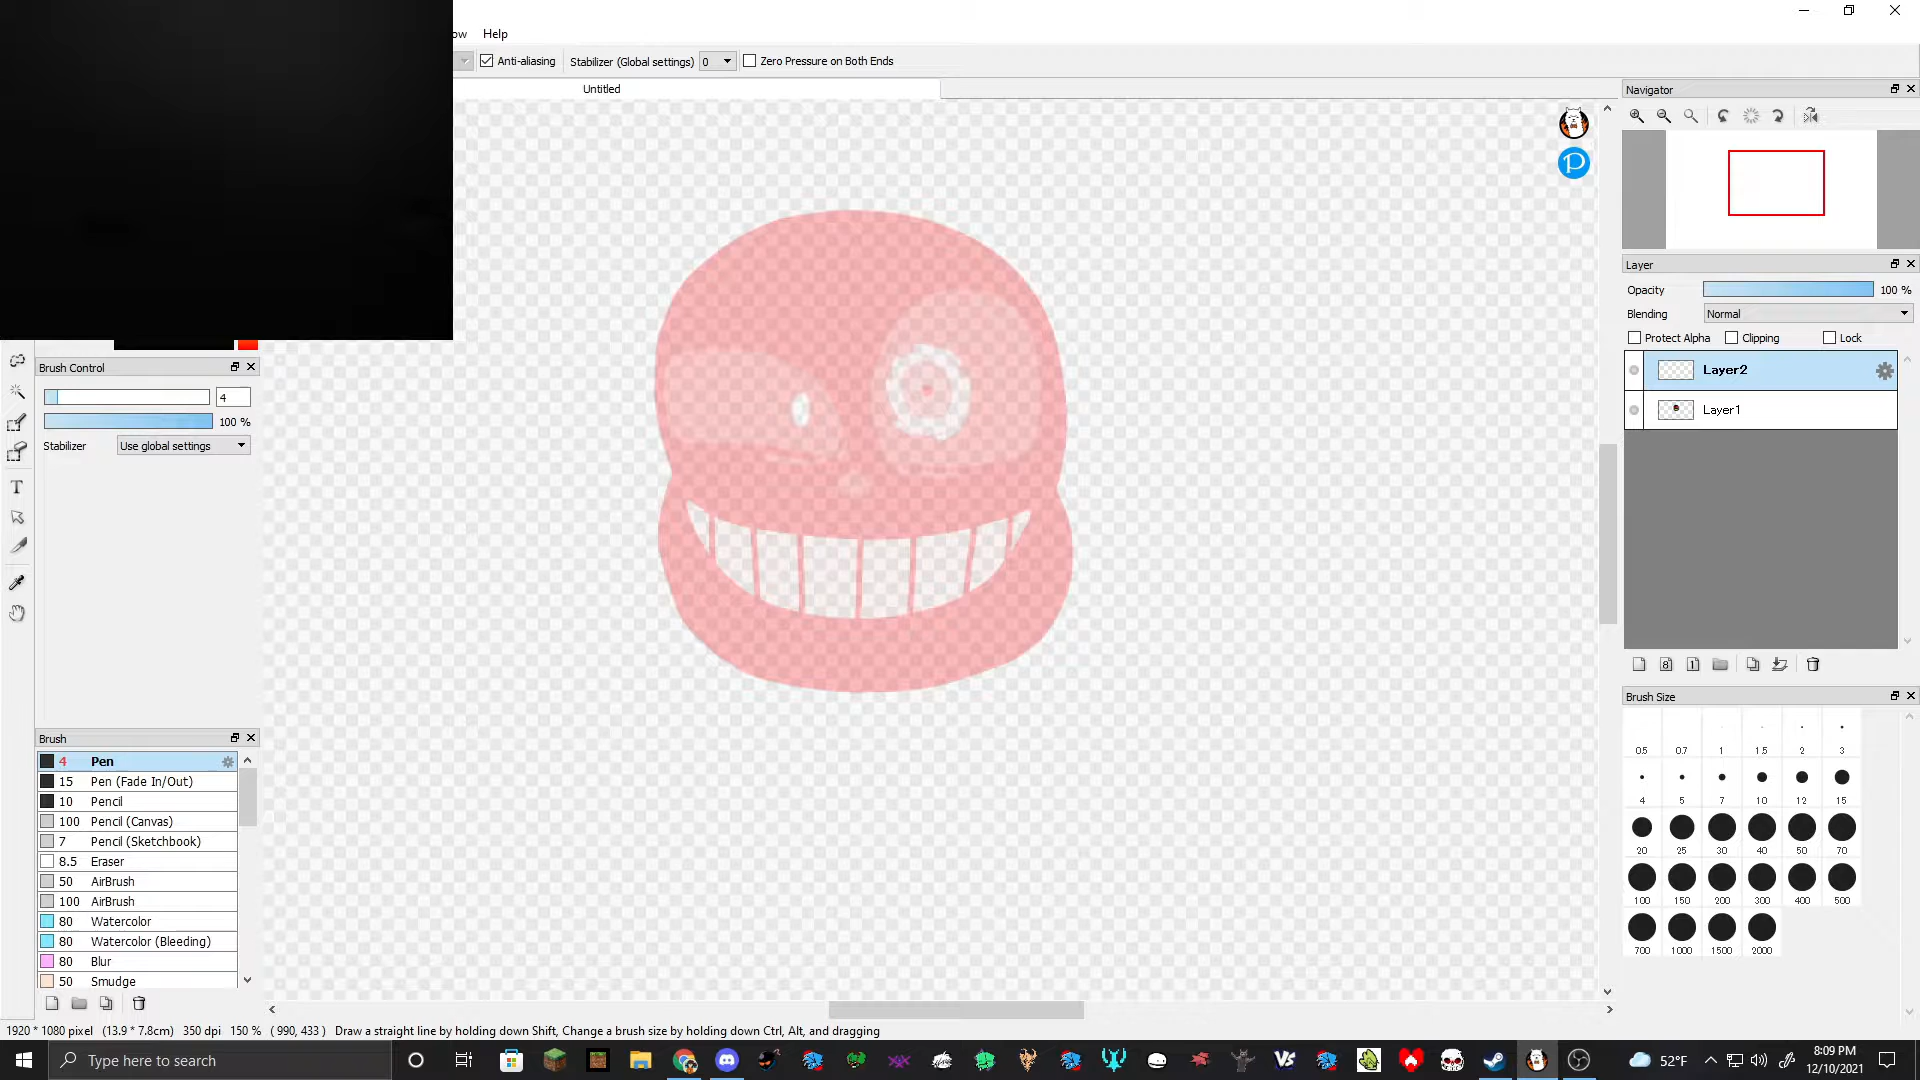 ow Help
Anti-aliasing Stabilizer (Global settings) 0 Zero Pressure on Both Ends
Untitled
Navigator
Layer
Opacity 100 %
Blending Normal
Protect Alpha Clipping Lock
Layer2
Layer1
Brush Control
4
100 %
Stabilizer Use global settings
T
P
Brush
4 Pen
15 Pen (Fade In/Out)
10 Pencil
100 Pencil (Canvas)
7 Pencil (Sketchbook)
8.5 Eraser
50 AirBrush
100 AirBrush
80 Watercolor
80 Watercolor (Bleeding)
80 Blur
50 Smudge
8 1
Brush Size
0.5 0.7 1 1.5 2 3
4 5 7 10 12 15
20 25 30 40 50 70
100 150 200 300 400 500
700 1000 1500 2000
1920 * 1080 pixel (13.9 * 7.8cm) 350 dpi 150 % ( 990, 433 ) Draw a straight line by holding down Shift, Change a brush size by holding down Ctrl, Alt, and dragging
Type here to search
VS
52°F
8:09 PM
12/10/2021